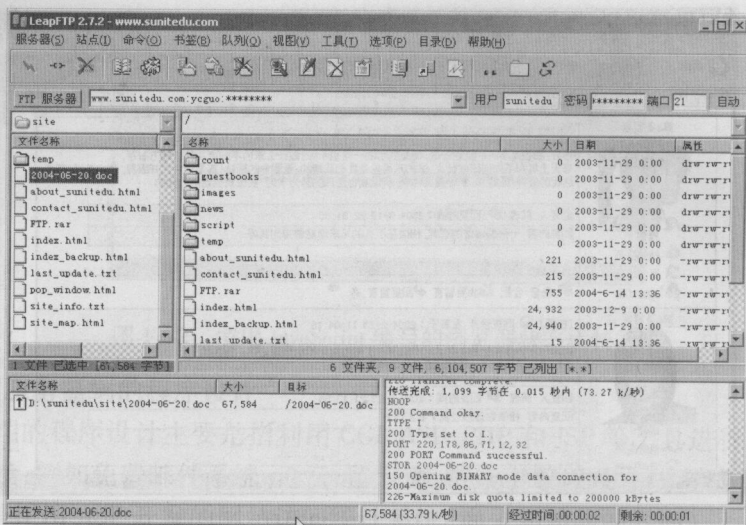 LeapFTP 2.7.2 - www.sunitedu.com
服务器(S) 站点(I) 命令(O) 书签(B) 队列(Q) 视图(V) 工具(T) 选项(P) 目录(D) 帮助(H)
FTP 服务器 www.sunitedu.com:ycguo:******** 用户 sunitedu 密码 ********* 端口 21 自动
site
/
文件名称
temp
2004-06-20.doc
about_sunitedu.html
contact_sunitedu.html
FTP.rar
index.html
index_backup.html
last_update.txt
pop_window.html
site_info.txt
site_map.html
名称 大小 日期 属性
count 0 2003-11-29 0:00 drw-rw-r
guestbooks 0 2003-11-29 0:00 drw-rw-r
images 0 2003-11-29 0:00 drw-rw-r
news 0 2003-11-29 0:00 drw-rw-r
script 0 2003-11-29 0:00 drw-rw-r
temp 0 2003-11-29 0:00 drw-rw-r
about_sunitedu.html 221 2003-11-29 0:00 -rw-rw-r
contact_sunitedu.html 215 2003-11-29 0:00 -rw-rw-r
FTP.rar 755 2004-6-14 13:36 -rw-rw-r
index.html 24,932 2003-12-9 0:00 -rw-rw-r
index_backup.html 24,940 2003-11-29 0:00 -rw-rw-r
last_update.txt 15 2004-6-14 13:36 -rw-rw-r
1 文件 已选中 [67,584 字节]
6 文件夹, 9 文件, 6,104,507 字节 已列出 [*.*]
文件名称 大小 目标
D:\sunitedu\site\2004-06-20.doc 67,584 /2004-06-20.doc
226 Transfer complete.
传送完成: 1,099 字节在 0.015 秒内 (73.27 k/秒)
NOOP
200 Command okay.
TYPE I
200 Type set to I.
PORT 220,178,86,71,12,32
200 PORT Command successful.
STOR 2004-06-20.doc
150 Opening BINARY mode data connection for
2004-06-20.doc.
226-Maximum disk quota limited to 200000 kBytes
正在发送:2004-06-20.doc 67,584 (33.79 k/秒) 经过时间:00:00:02 剩余: 00:00:01